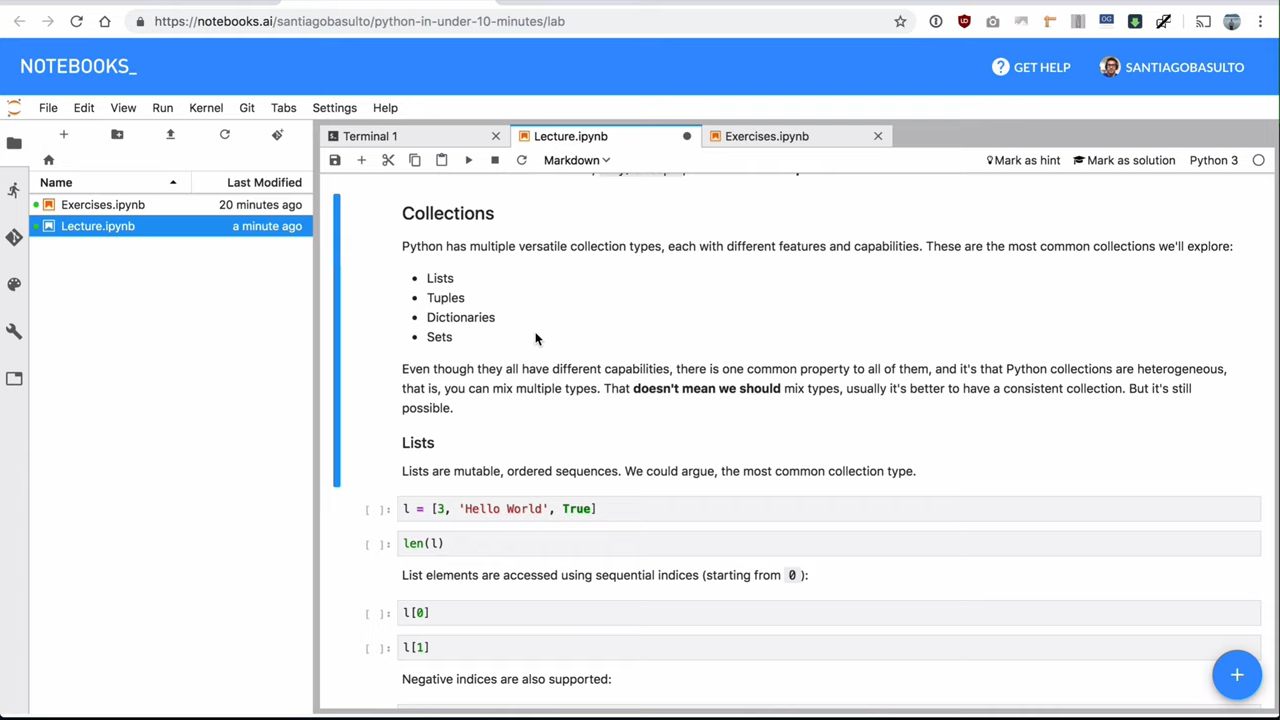 https://notebooks.ai/santiagobasulto/python-in-under-10-minutes/lab
NOTEBOOKS_
GET HELP
SANTIAGOBASULTO
File Edit View Run Kernel Git Tabs Settings Help
Terminal 1
Lecture.ipynb
Exercises.ipynb
Markdown
Mark as hint
Mark as solution
Python 3
Name
Last Modified
Exercises.ipynb
20 minutes ago
Lecture.ipynb
a minute ago
Collections
Python has multiple versatile collection types, each with different features and capabilities. These are the most common collections we'll explore:
• Lists
• Tuples
• Dictionaries
• Sets
Even though they all have different capabilities, there is one common property to all of them, and it's that Python collections are heterogeneous,
that is, you can mix multiple types. That doesn't mean we should mix types, usually it's better to have a consistent collection. But it's still
possible.
Lists
Lists are mutable, ordered sequences. We could argue, the most common collection type.
[ ]: l = [3, 'Hello World', True]
[ ]: len(l)
List elements are accessed using sequential indices (starting from 0 ):
[ ]: l[0]
[ ]: l[1]
Negative indices are also supported: